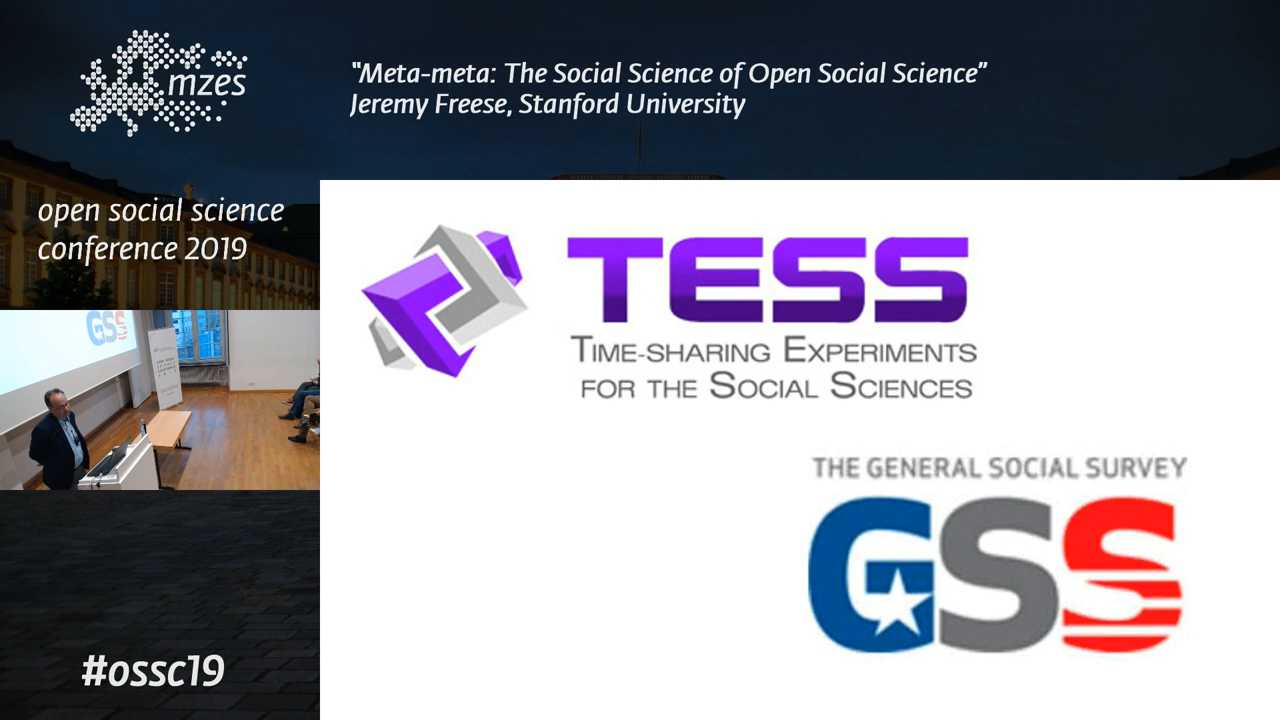 mzes
“Meta-meta: The Social Science of Open Social Science”
Jeremy Freese, Stanford University
open social science
conference 2019
TESS
TIME-SHARING EXPERIMENTS
FOR THE SOCIAL SCIENCES
THE GENERAL SOCIAL SURVEY
GSS
GSS
#ossc19